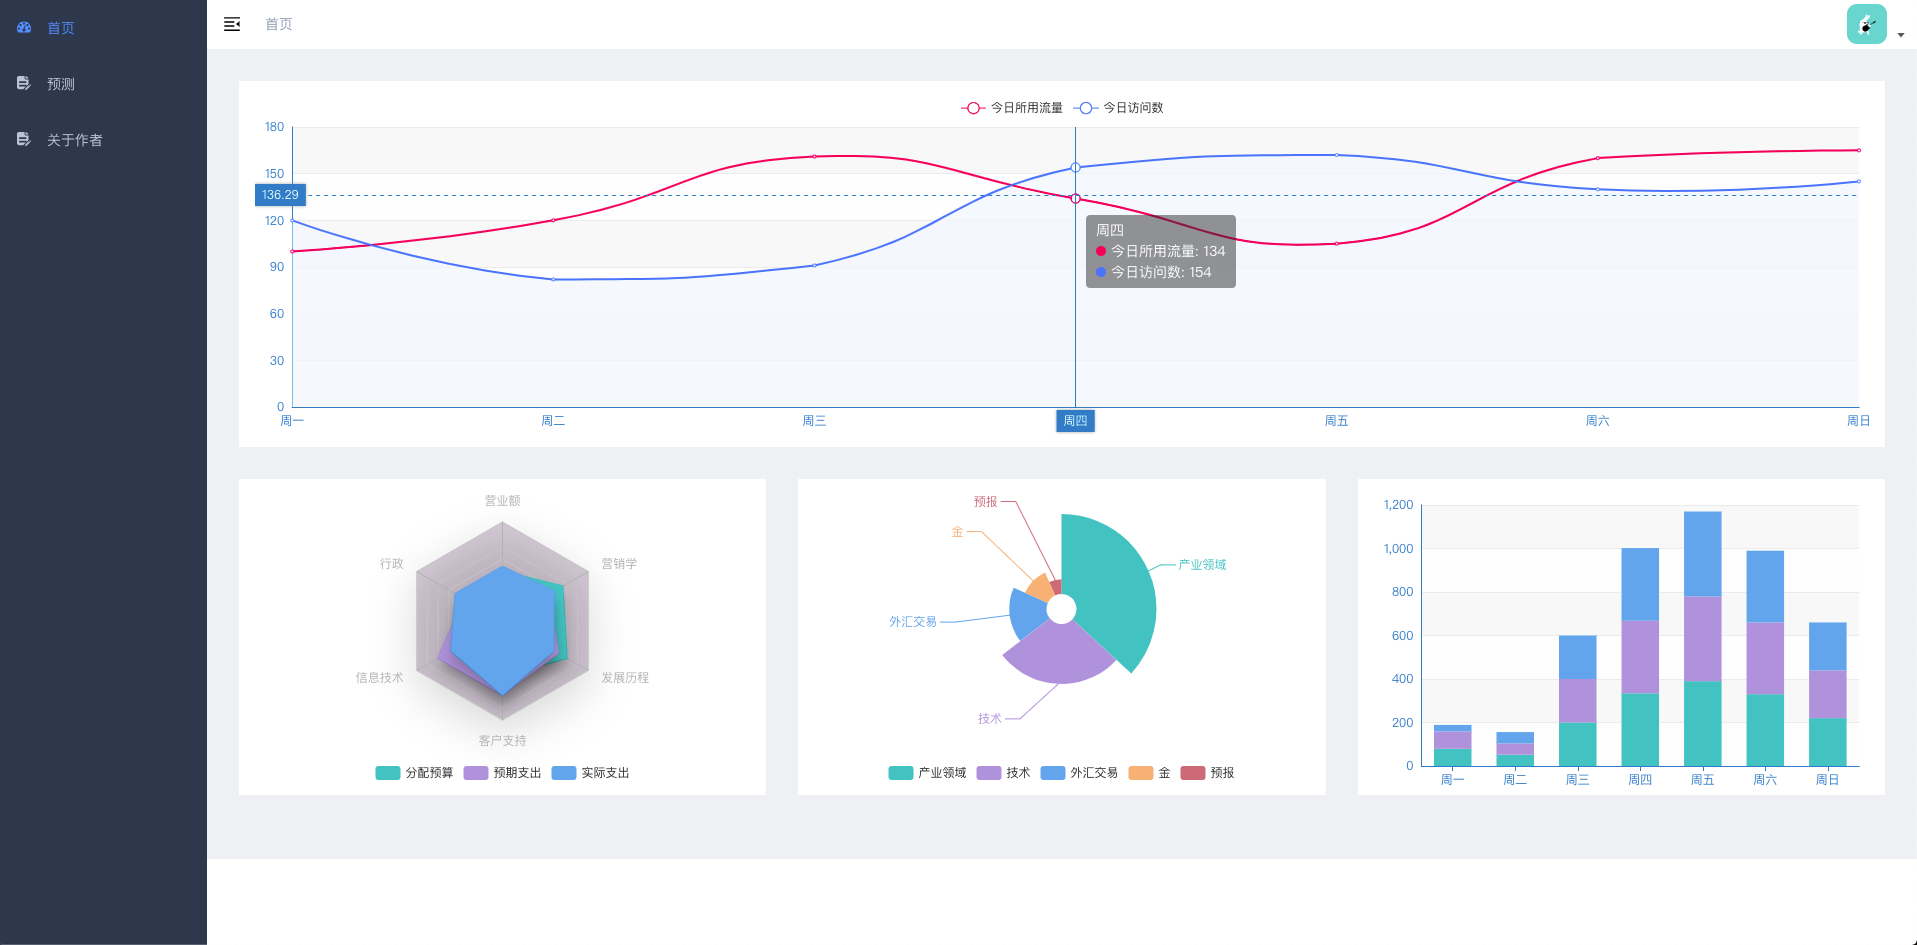 首页
预测
关于作者
首页
今日所用流量 今日访问数
180
150
136.29
120
90
60
30
0
周四
今日所用流量: 134
今日访问数: 154
周一 周二 周三 周四 周五 周六 周日
营业额
行政
营销学
信息技术
发展历程
客户支持
分配预算 预期支出 实际支出
预报
金
产业领域
外汇交易
技术
产业领域 技术 外汇交易 金 预报
1,200
1,000
800
600
400
200
0
周一 周二 周三 周四 周五 周六 周日